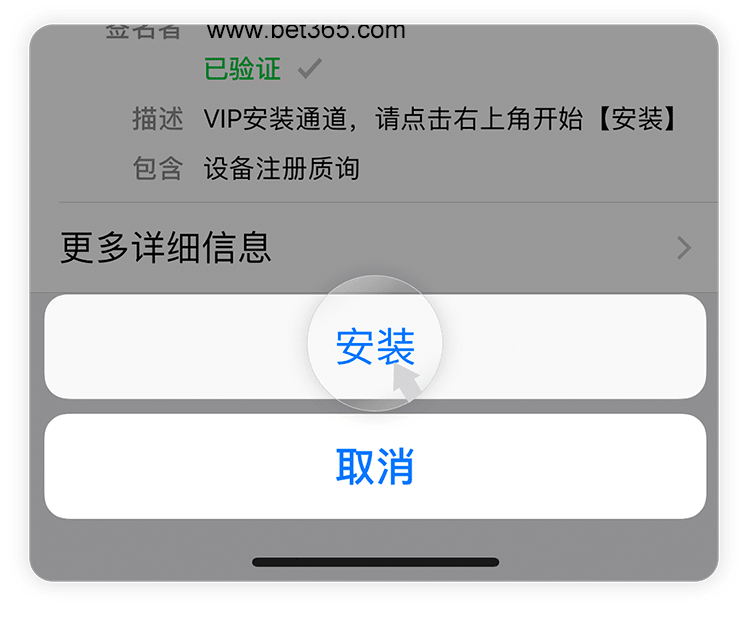 签名者 www.bet365.com
已验证
描述 VIP安装通道，请点击右上角开始【安装】
包含 设备注册质询
更多详细信息
安装
取消